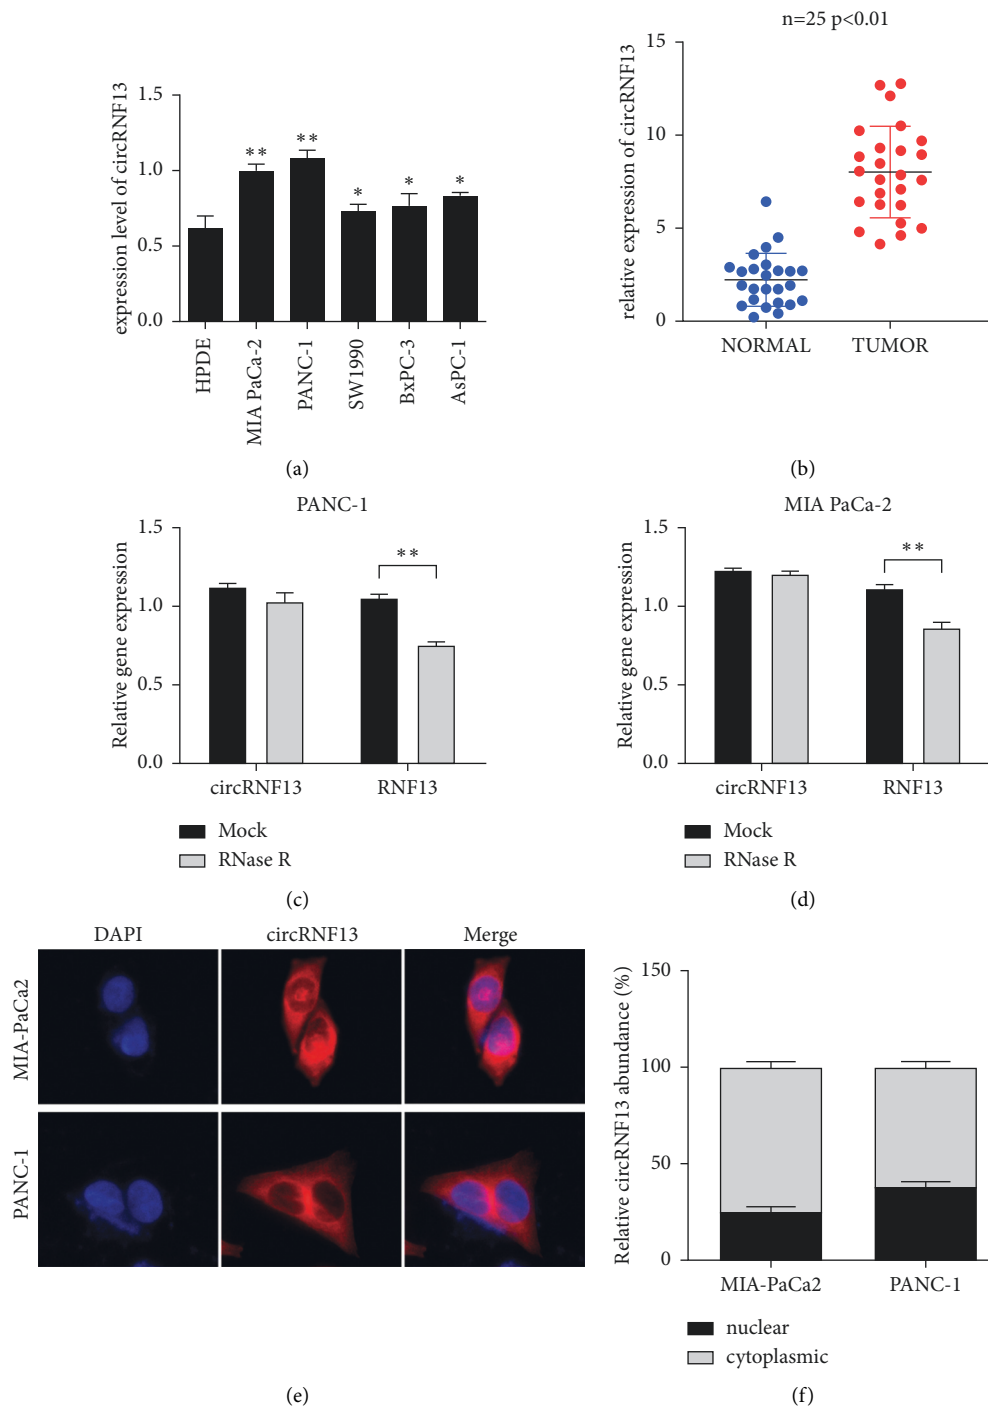 expression level of circRNF13
1.5
1.0
0.5
0.0
**
**
*
*
*
HPDE
MIA PaCa-2
PANC-1
SW1990
BxPC-3
AsPC-1
(a)
n=25 p<0.01
relative expression of circRNF13
15
10
5
0
NORMAL
TUMOR
(b)
PANC-1
Relative gene expression
1.5
1.0
0.5
0.0
**
circRNF13
RNF13
Mock
RNase R
(c)
MIA PaCa-2
Relative gene expression
1.5
1.0
0.5
0.0
**
circRNF13
RNF13
Mock
RNase R
(d)
DAPI
circRNF13
Merge
MIA-PaCa2
PANC-1
(e)
Relative circRNF13 abundance (%)
150
100
50
0
MIA-PaCa2
PANC-1
nuclear
cytoplasmic
(f)